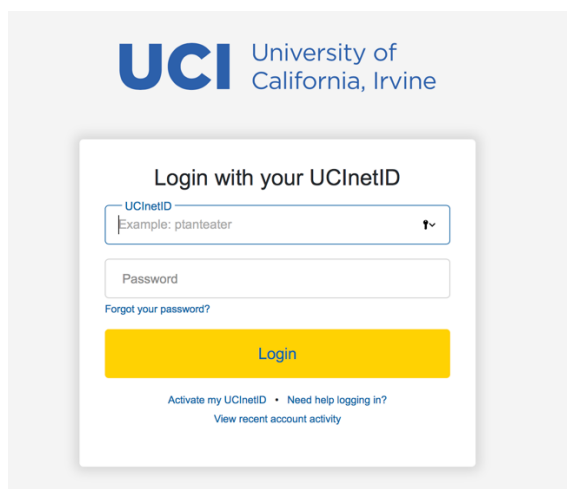 UCI University of
California, Irvine
Login with your UCInetID
UCInetID
Example: ptanteater
Password
Forgot your password?
Login
Activate my UCInetID • Need help logging in?
View recent account activity